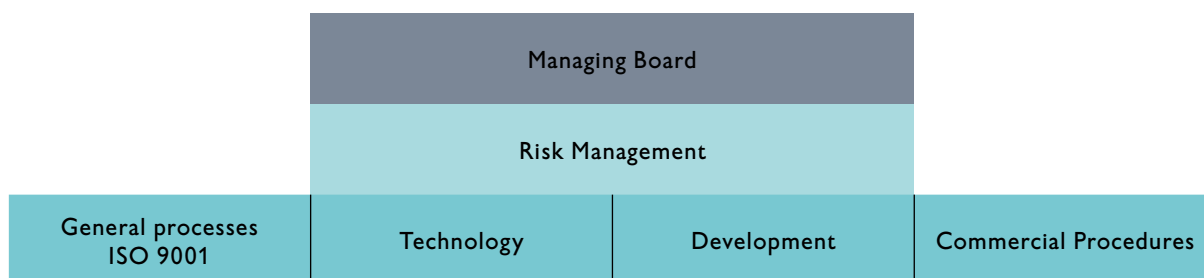 Managing Board
Risk Management
General processes
ISO 9001
Technology
Development
Commercial Procedures